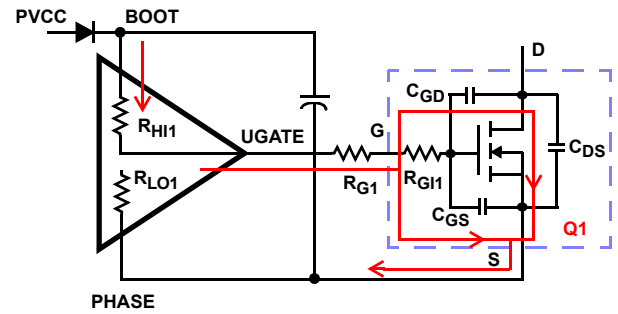 PVCC
BOOT
D
C_GD
R_HI1
UGATE
G
C_DS
R_LO1
R_G1
R_GI1
C_GS
Q1
S
PHASE